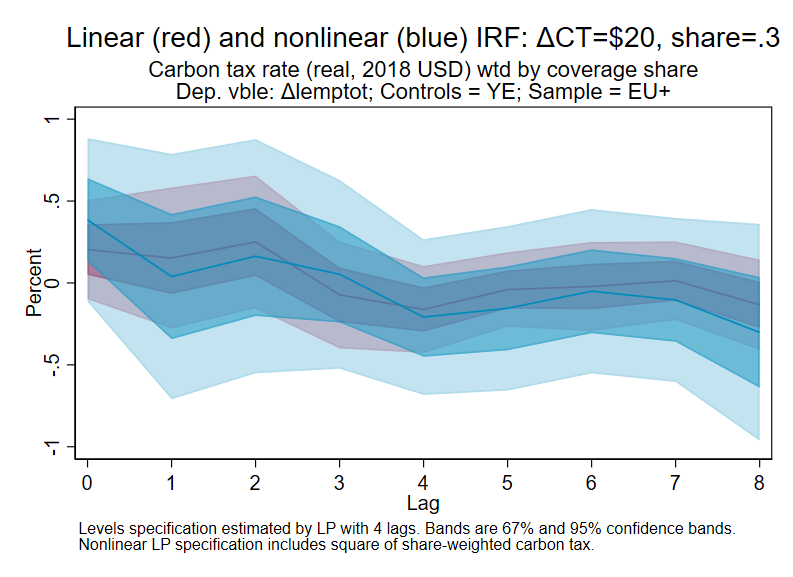 Linear (red) and nonlinear (blue) IRF: ΔCT=$20, share=.3
Carbon tax rate (real, 2018 USD) wtd by coverage share
Dep. vble: Δlemptot; Controls = YE; Sample = EU+
Percent
1
.5
0
-.5
-1
0 1 2 3 4 5 6 7 8
Lag
Levels specification estimated by LP with 4 lags. Bands are 67% and 95% confidence bands.
Nonlinear LP specification includes square of share-weighted carbon tax.